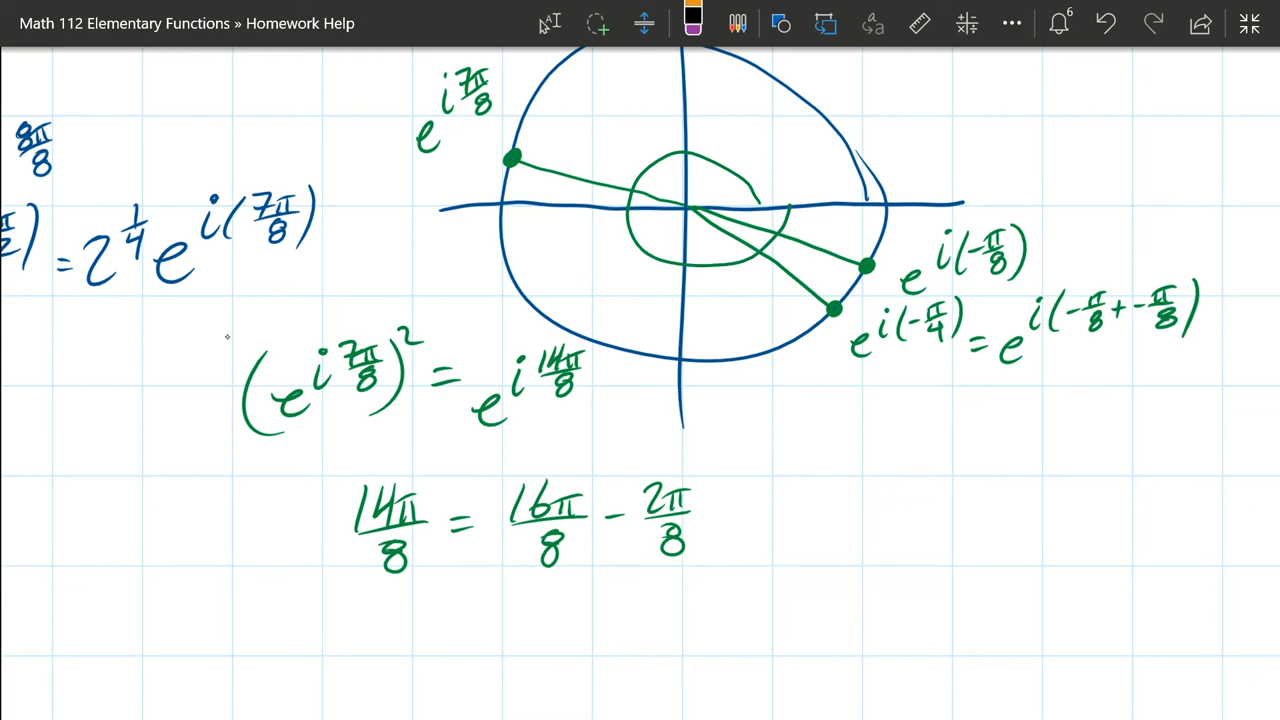 Math 112 Elementary Functions » Homework Help
6
e^{i 7π/8}
8π/8
= 2^{1/4} e^{i(7π/8)}
e^{i(-π/8)}
e^{i(-π/4)} = e^{i(-π/8 + -π/8)}
(e^{i 7π/8})^2 = e^{i 14π/8}
14π/8 = 16π/8 - 2π/8